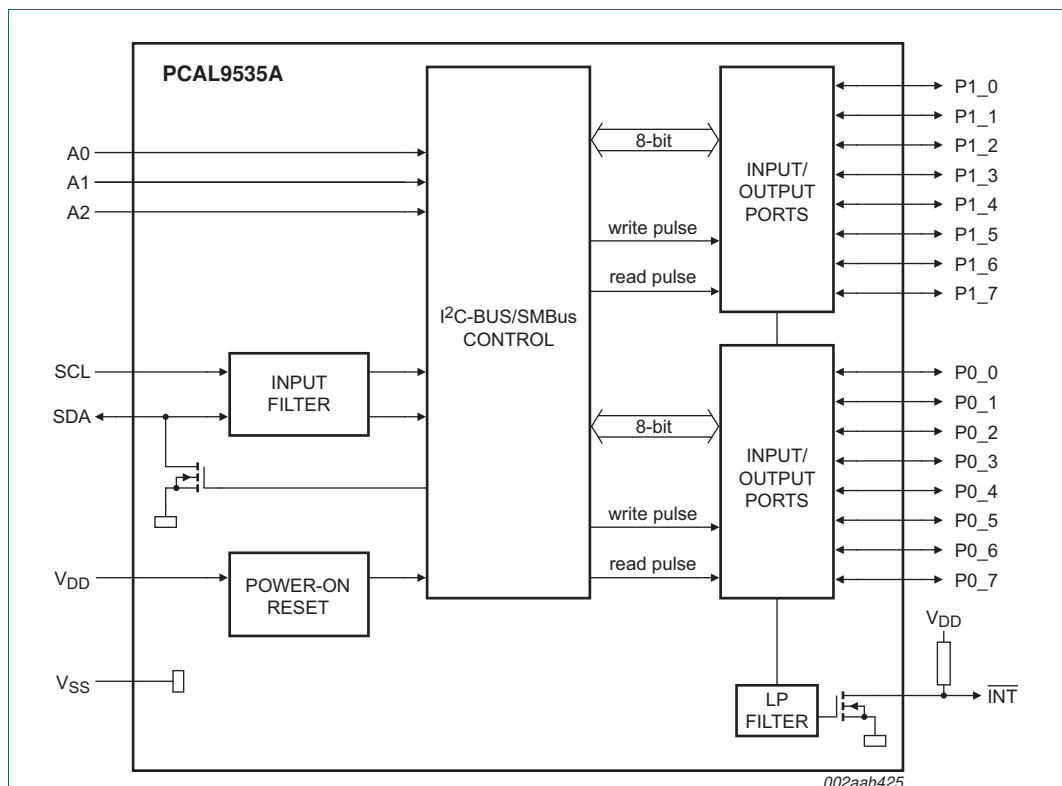 PCAL9535A
A0
A1
A2
SCL
SDA
VDD
VSS
INPUT
FILTER
POWER-ON
RESET
I2C-BUS/SMBus
CONTROL
8-bit
write pulse
read pulse
INPUT/
OUTPUT
PORTS
P1_0
P1_1
P1_2
P1_3
P1_4
P1_5
P1_6
P1_7
8-bit
write pulse
read pulse
INPUT/
OUTPUT
PORTS
P0_0
P0_1
P0_2
P0_3
P0_4
P0_5
P0_6
P0_7
VDD
INT
LP
FILTER
002aah425